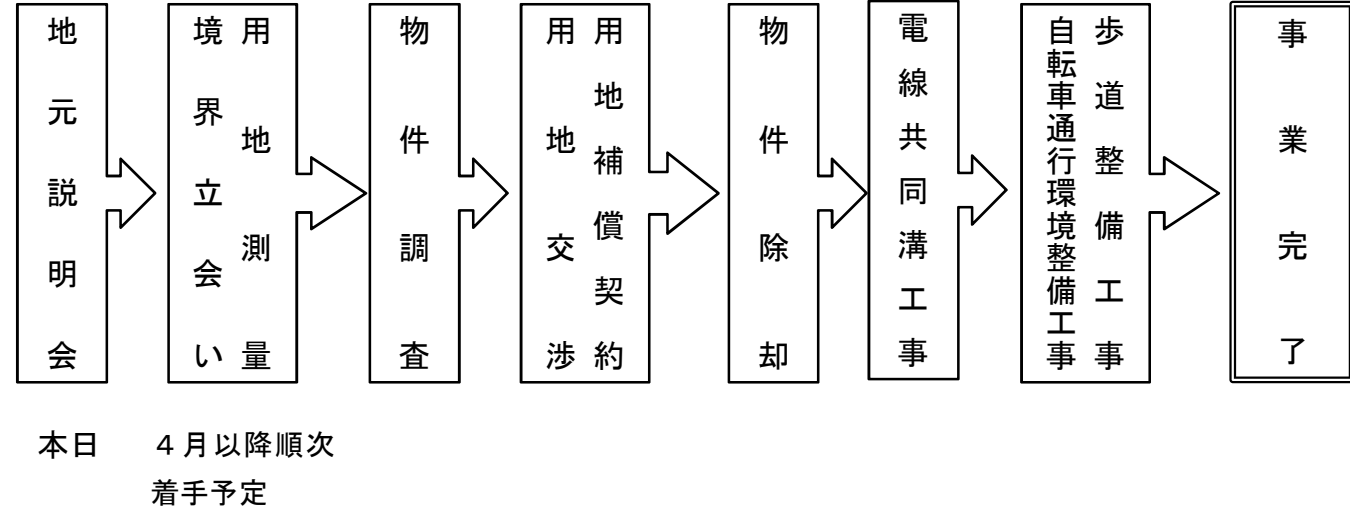 地元説明会
用地測量
境界立会い
物件調査
用地補償契約
用地交渉
物件除却
電線共同溝工事
歩道整備工事
自転車通行環境整備工事
事業完了
本日
４月以降順次
着手予定